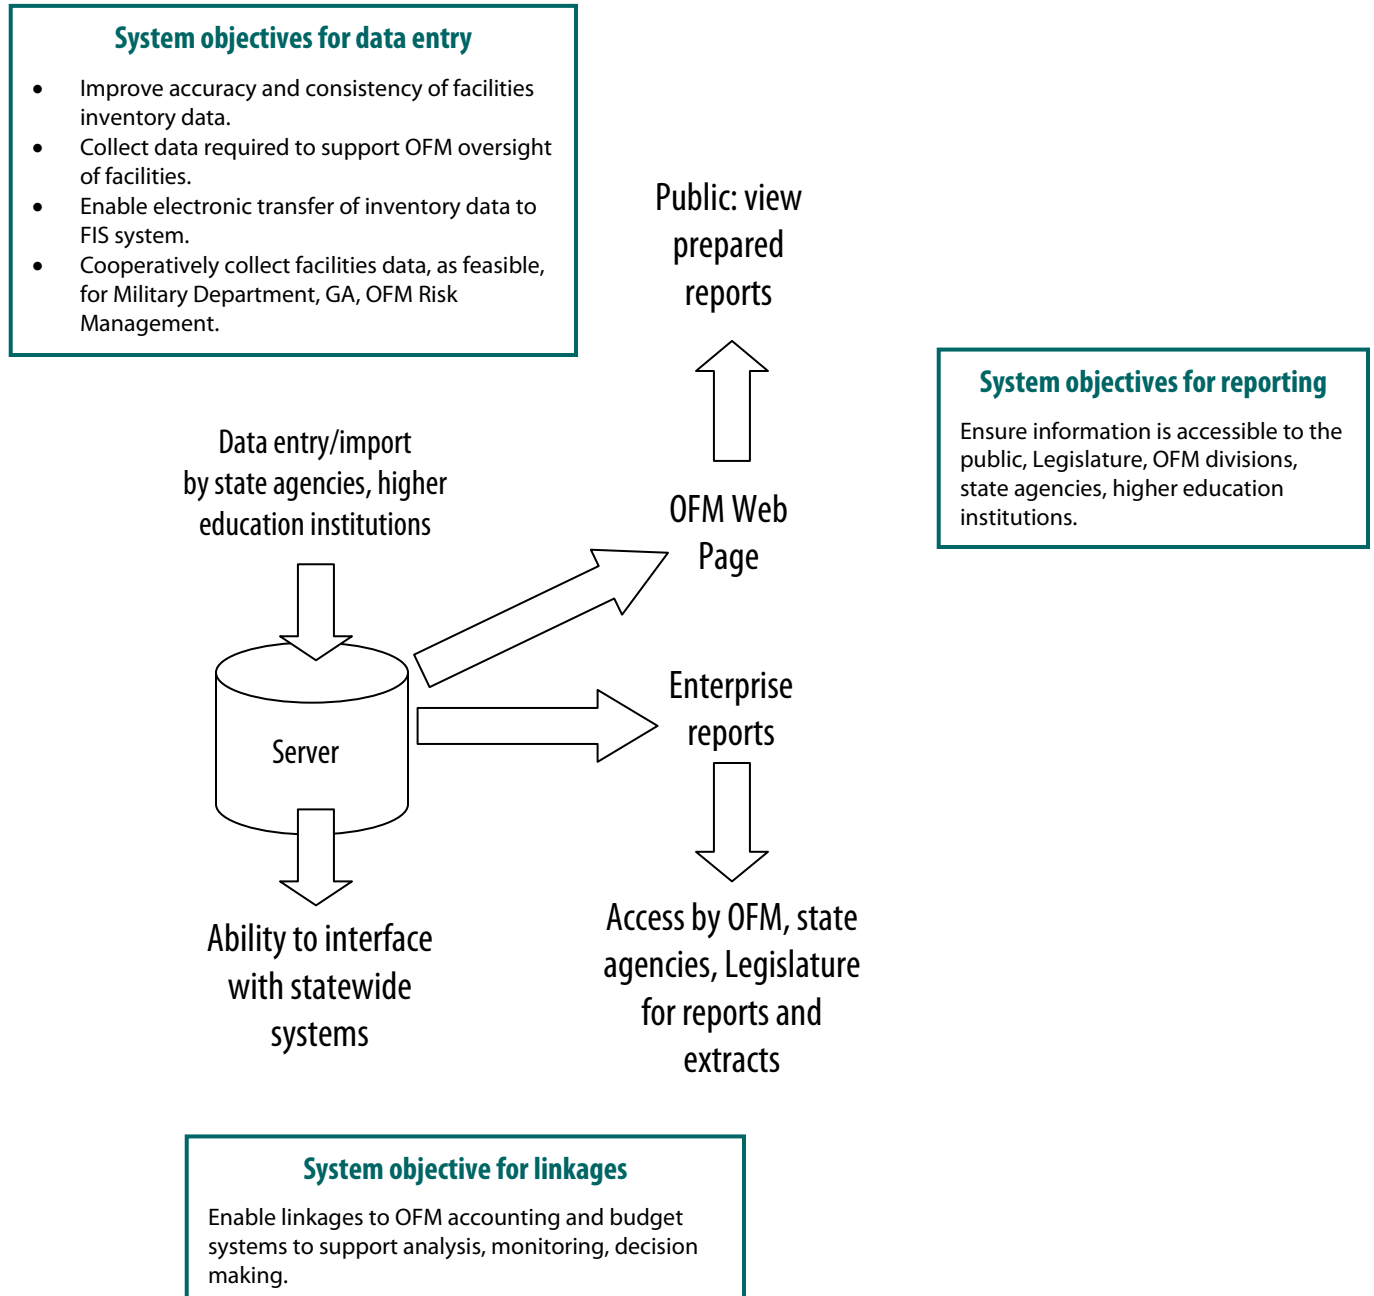 System objectives for data entry
• Improve accuracy and consistency of facilities
inventory data.
• Collect data required to support OFM oversight
of facilities.
• Enable electronic transfer of inventory data to
FIS system.
• Cooperatively collect facilities data, as feasible,
for Military Department, GA, OFM Risk
Management.
Public: view
prepared
reports
System objectives for reporting
Ensure information is accessible to the
public, Legislature, OFM divisions,
state agencies, higher education
institutions.
Data entry/import
by state agencies, higher
education institutions
OFM Web
Page
Server
Enterprise
reports
Ability to interface
with statewide
systems
Access by OFM, state
agencies, Legislature
for reports and
extracts
System objective for linkages
Enable linkages to OFM accounting and budget
systems to support analysis, monitoring, decision
making.